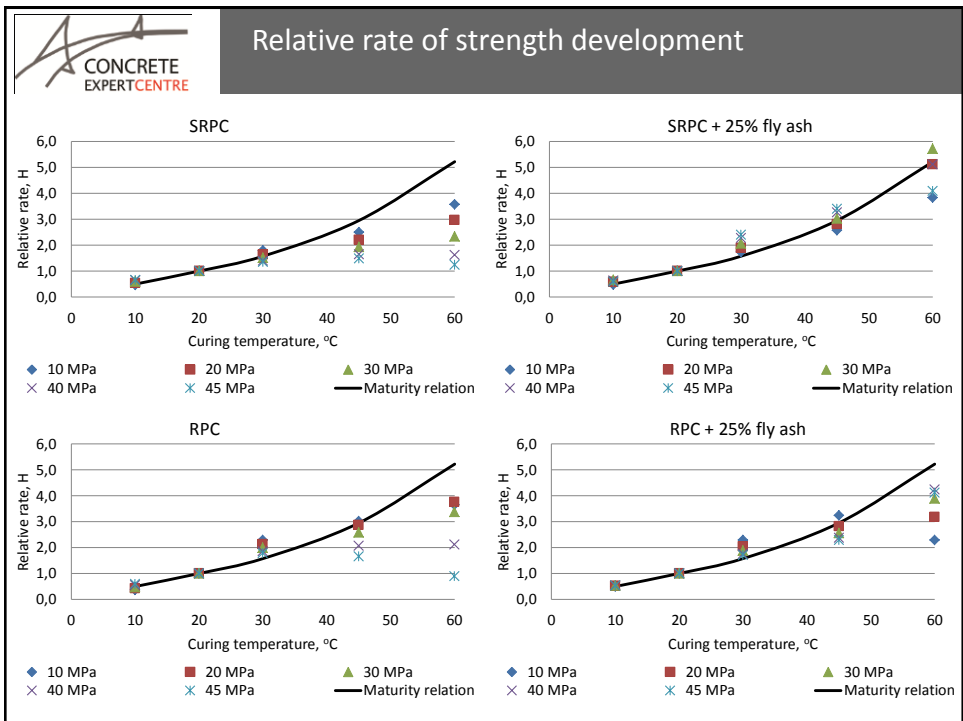 CONCRETE
EXPERTCENTRE
Relative rate of strength development
SRPC
6,0
5,0
4,0
3,0
2,0
1,0
0,0
Relative rate, H
0 10 20 30 40 50 60
Curing temperature, °C
10 MPa 20 MPa 30 MPa
40 MPa 45 MPa Maturity relation
SRPC + 25% fly ash
6,0
5,0
4,0
3,0
2,0
1,0
0,0
Relative rate, H
0 10 20 30 40 50 60
Curing temperature, °C
10 MPa 20 MPa 30 MPa
40 MPa 45 MPa Maturity relation
RPC
6,0
5,0
4,0
3,0
2,0
1,0
0,0
Relative rate, H
0 10 20 30 40 50 60
Curing temperature, °C
10 MPa 20 MPa 30 MPa
40 MPa 45 MPa Maturity relation
RPC + 25% fly ash
6,0
5,0
4,0
3,0
2,0
1,0
0,0
Relative rate, H
0 10 20 30 40 50 60
Curing temperature, °C
10 MPa 20 MPa 30 MPa
40 MPa 45 MPa Maturity relation